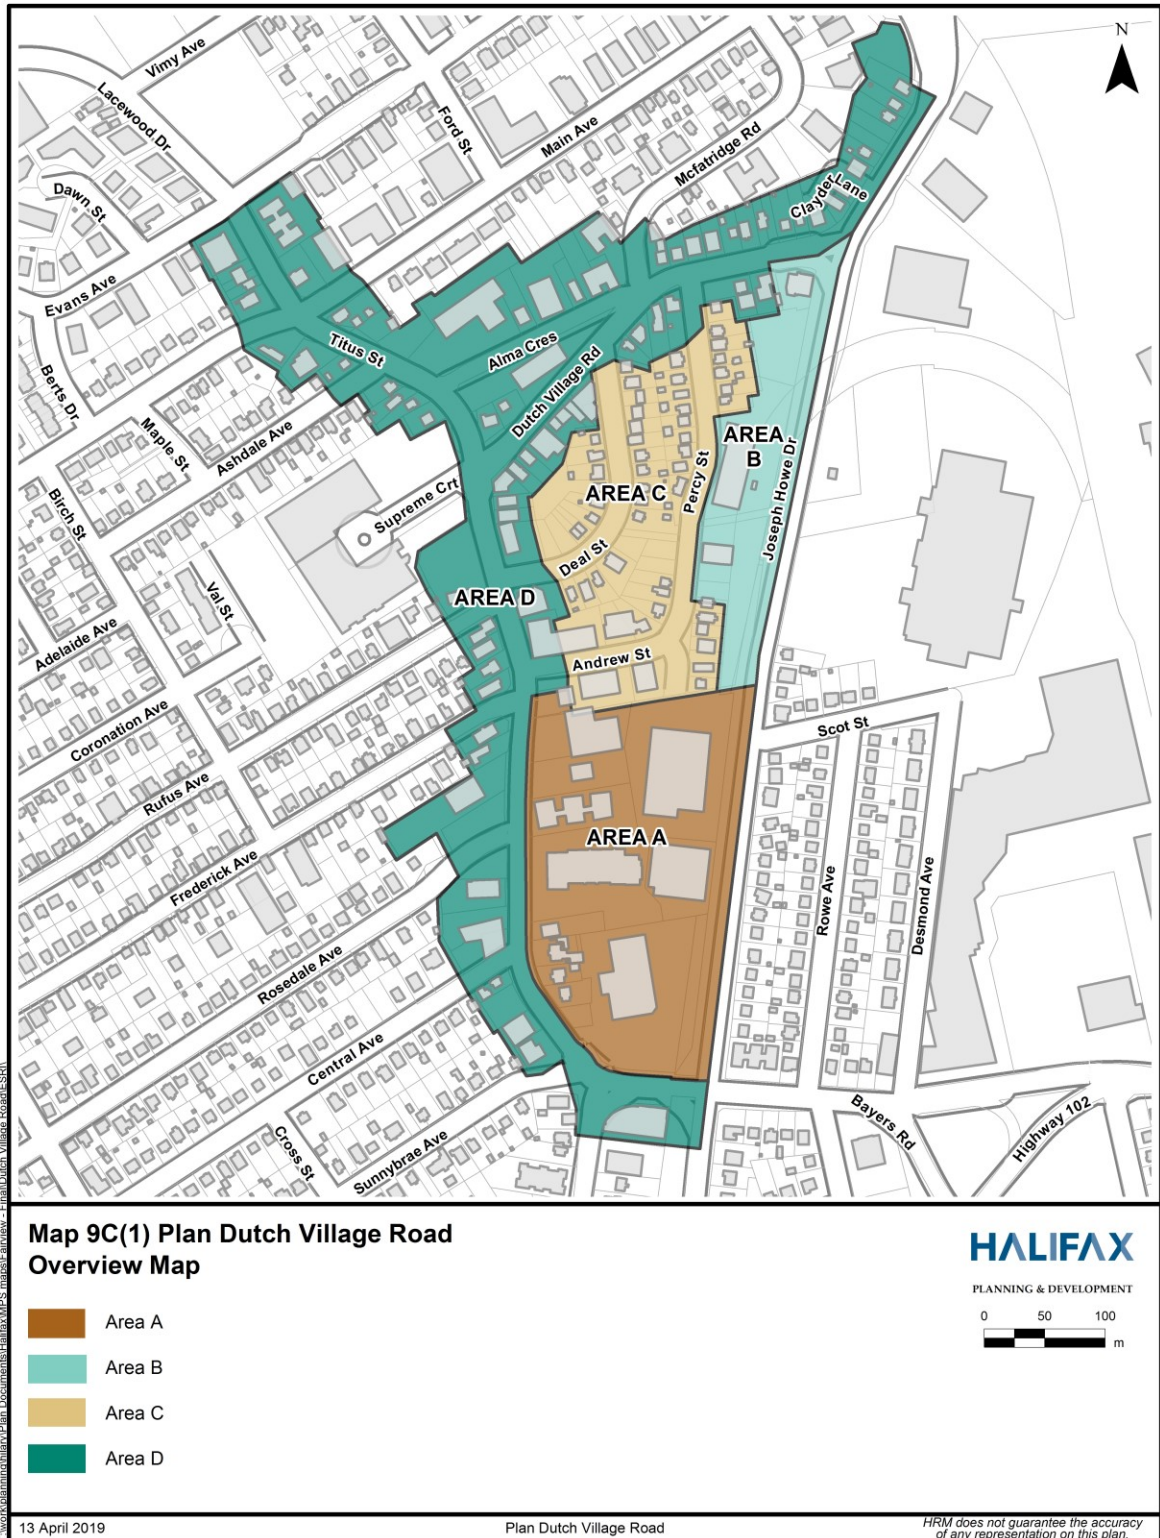 N
Vimy Ave
Lacewood Dr
Ford St
Main Ave
Mcfatridge Rd
Dawn St
Clayder Lane
Evans Ave
Titus St
Alma Cres
Dutch Village Rd
Berts Dr
Maple St
Ashdale Ave
AREA B
Percy St
Joseph Howe Dr
AREA C
Birch St
Supreme Crt
Deal St
Val St
AREA D
Adelaide Ave
Andrew St
Coronation Ave
Scot St
Rufus Ave
AREA A
Frederick Ave
Rowe Ave
Desmond Ave
Rosedale Ave
Central Ave
Bayers Rd
Highway 102
Cross St
Sunnybrae Ave
Map 9C(1) Plan Dutch Village Road
Overview Map
Area A
Area B
Area C
Area D
HALIFAX
PLANNING & DEVELOPMENT
0 50 100
m
13 April 2019
Plan Dutch Village Road
HRM does not guarantee the accuracy
of any representation on this plan.